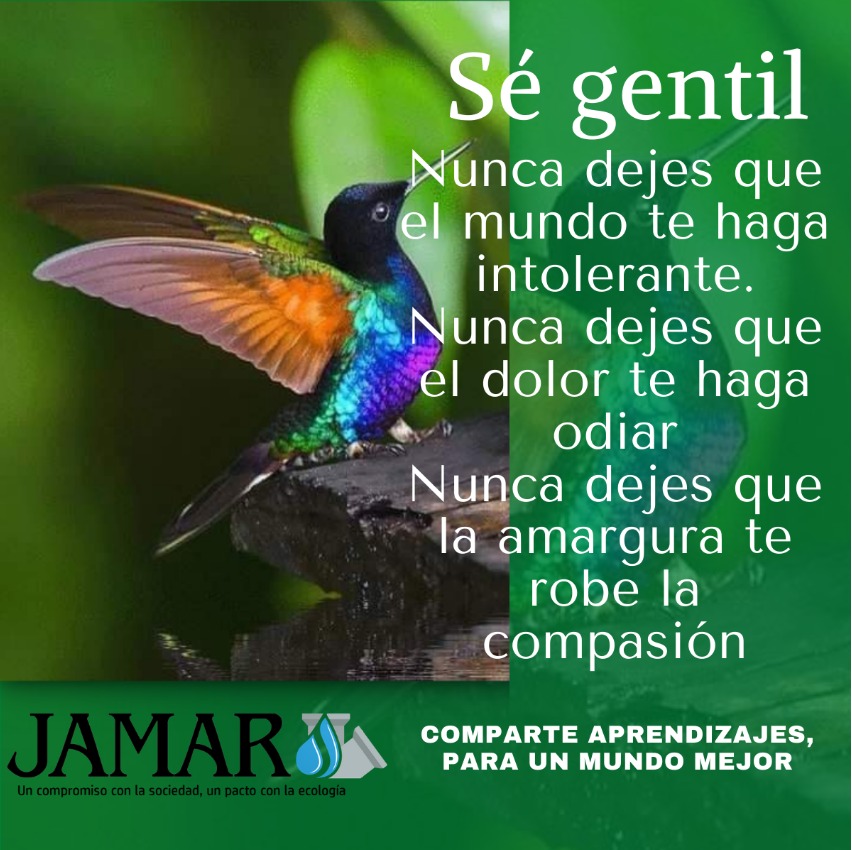 Sé gentil
Nunca dejes que
el mundo te haga
intolerante.
Nunca dejes que
el dolor te haga
odiar
Nunca dejes que
la amargura te
robe la
compasión
JAMAR
Un compromiso con la sociedad, un pacto con la ecología
COMPARTE APRENDIZAJES,
PARA UN MUNDO MEJOR